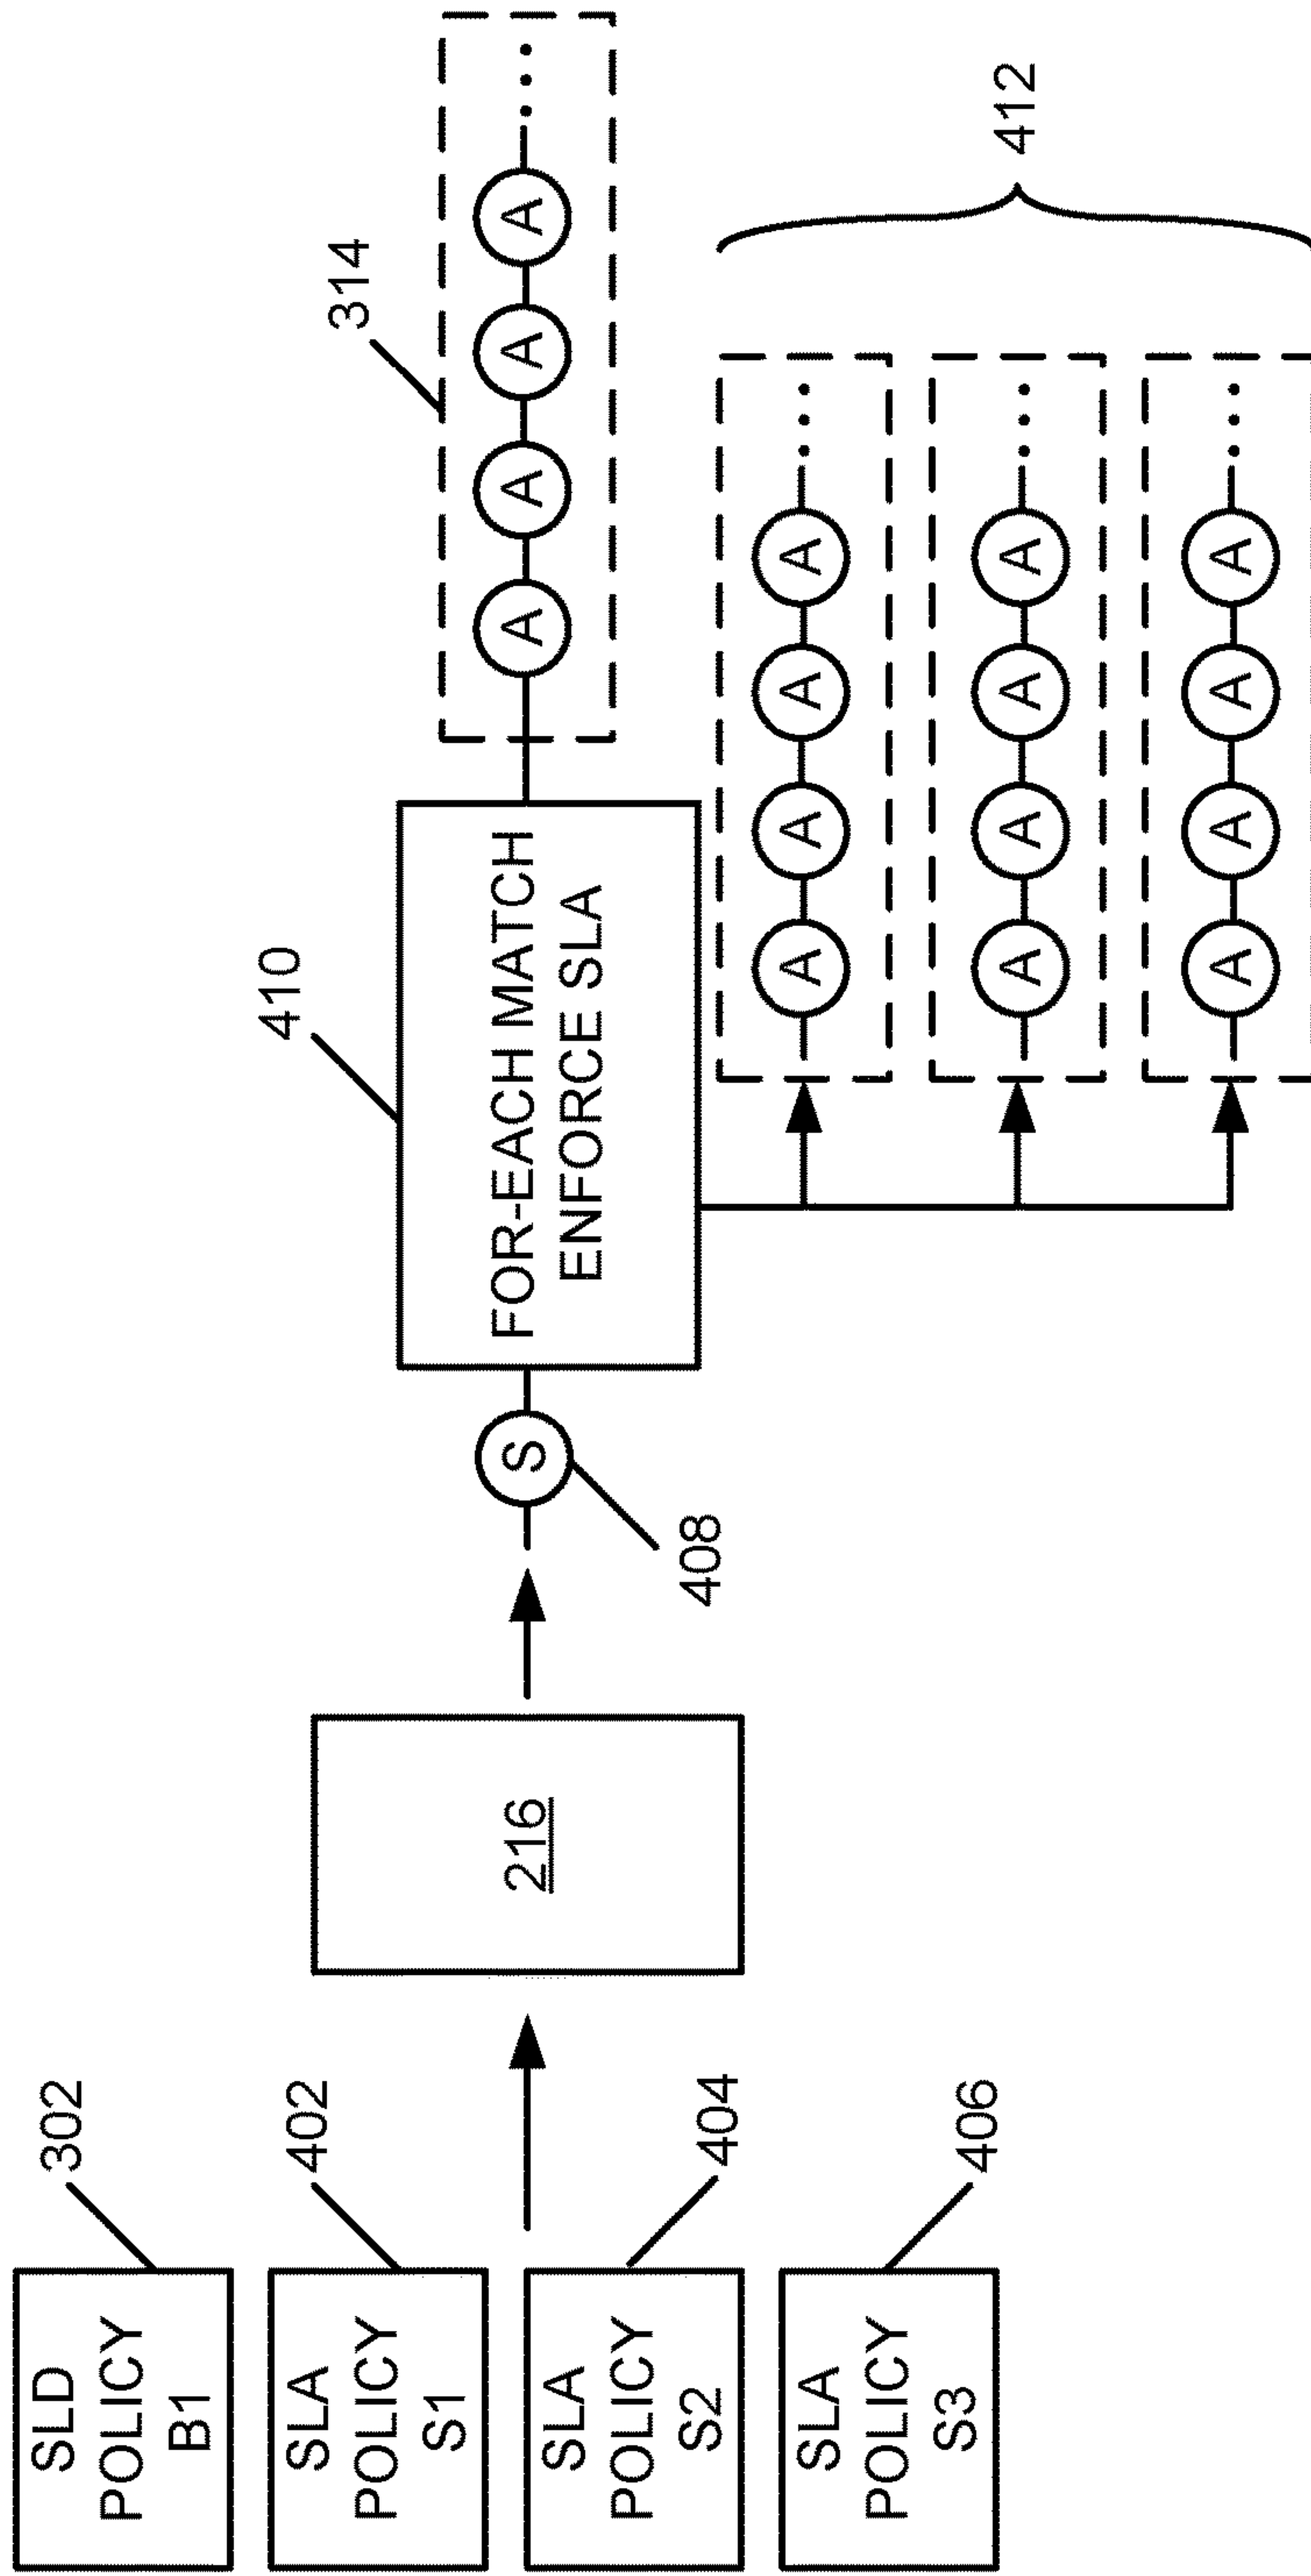 SLD
POLICY
B1
302
SLA
POLICY
S1
402
SLA
POLICY
S2
404
SLA
POLICY
S3
406
216
S
408
FOR-EACH MATCH
ENFORCE SLA
410
A A A A ...
314
A A A A ...
A A A A ...
A A A A ...
412